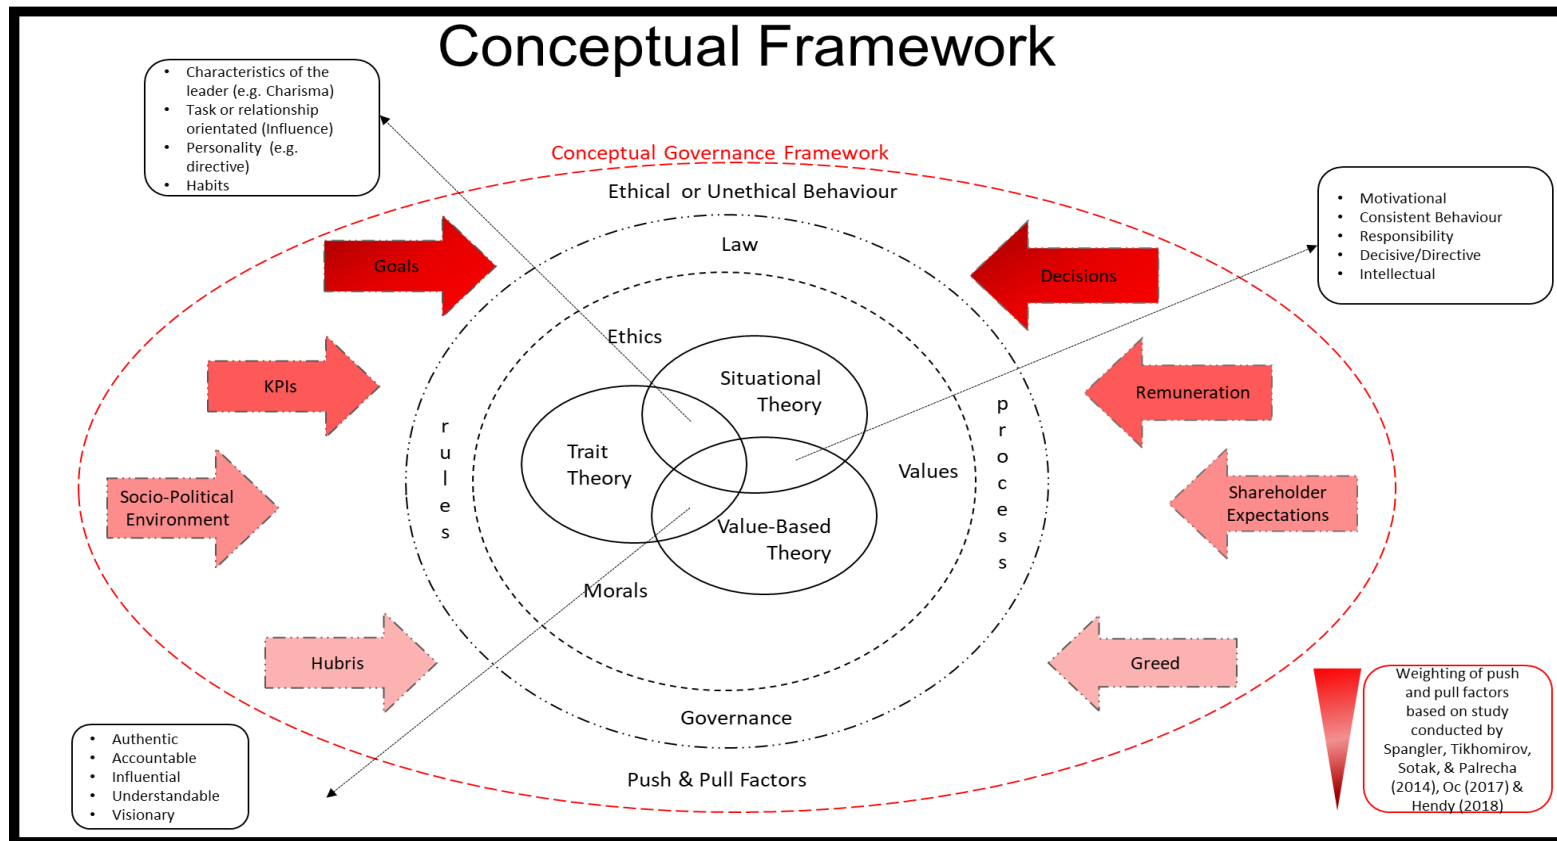 Conceptual Framework
• Characteristics of the
leader (e.g. Charisma)
• Task or relationship
orientated (Influence)
• Personality (e.g.
directive)
• Habits
Conceptual Governance Framework
Ethical or Unethical Behaviour
• Motivational
• Consistent Behaviour
• Responsibility
• Decisive/Directive
• Intellectual
Law
Goals
Decisions
Ethics
Situational
Theory
KPIs
Remuneration
rules
process
Trait
Theory
Values
Socio-Political
Environment
Shareholder
Expectations
Value-Based
Theory
Morals
Hubris
Greed
Governance
Push & Pull Factors
• Authentic
• Accountable
• Influential
• Understandable
• Visionary
Weighting of push
and pull factors
based on study
conducted by
Spangler, Tikhomirov,
Sotak, & Palrecha
(2014), Oc (2017) &
Hendy (2018)